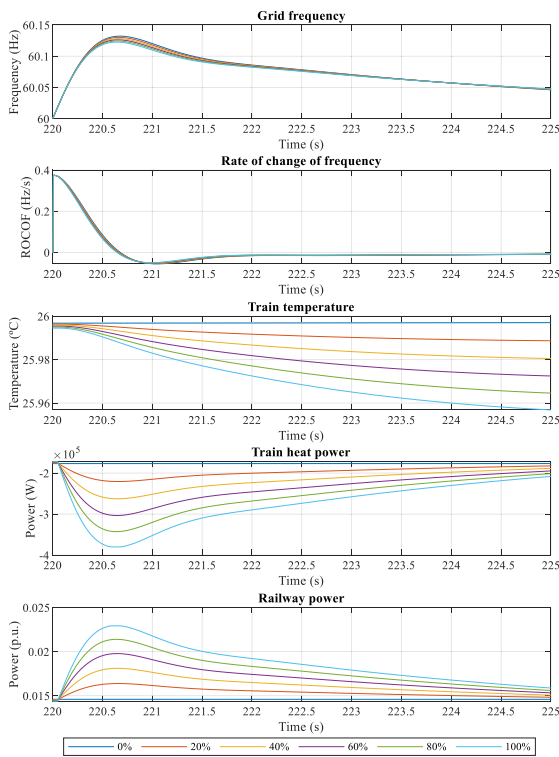 Grid frequency
Frequency (Hz)
60.15
60.1
60.05
60
220 220.5 221 221.5 222 222.5 223 223.5 224 224.5 225
Time (s)
Rate of change of frequency
ROCOF (Hz/s)
0.4
0.2
0
220 220.5 221 221.5 222 222.5 223 223.5 224 224.5 225
Time (s)
Train temperature
Temperature (ºC)
26
25.98
25.96
220 220.5 221 221.5 222 222.5 223 223.5 224 224.5 225
Time (s)
Train heat power
×10⁵
Power (W)
-2
-3
-4
220 220.5 221 221.5 222 222.5 223 223.5 224 224.5 225
Time (s)
Railway power
Power (p.u.)
0.025
0.02
0.015
220 220.5 221 221.5 222 222.5 223 223.5 224 224.5 225
Time (s)
0% 20% 40% 60% 80% 100%